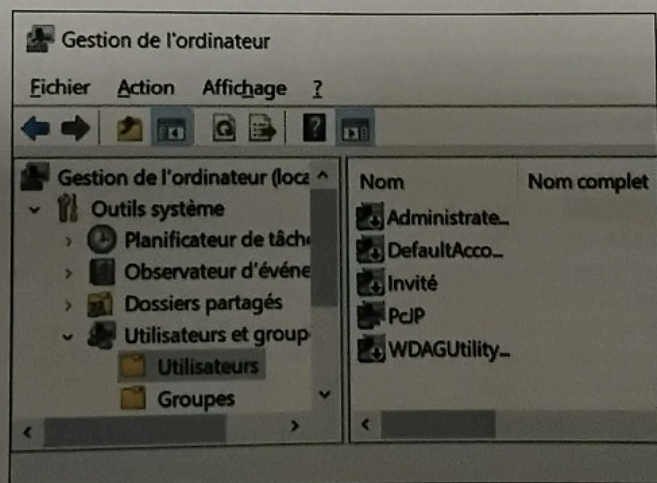 Gestion de l'ordinateur
Fichier Action Affichage ?
Gestion de l'ordinateur (loca
Outils système
Planificateur de tâch
Observateur d'événe
Dossiers partagés
Utilisateurs et group
Utilisateurs
Groupes
Nom Nom complet
Administrate...
DefaultAcco...
Invité
PcJP
WDAGUtility...